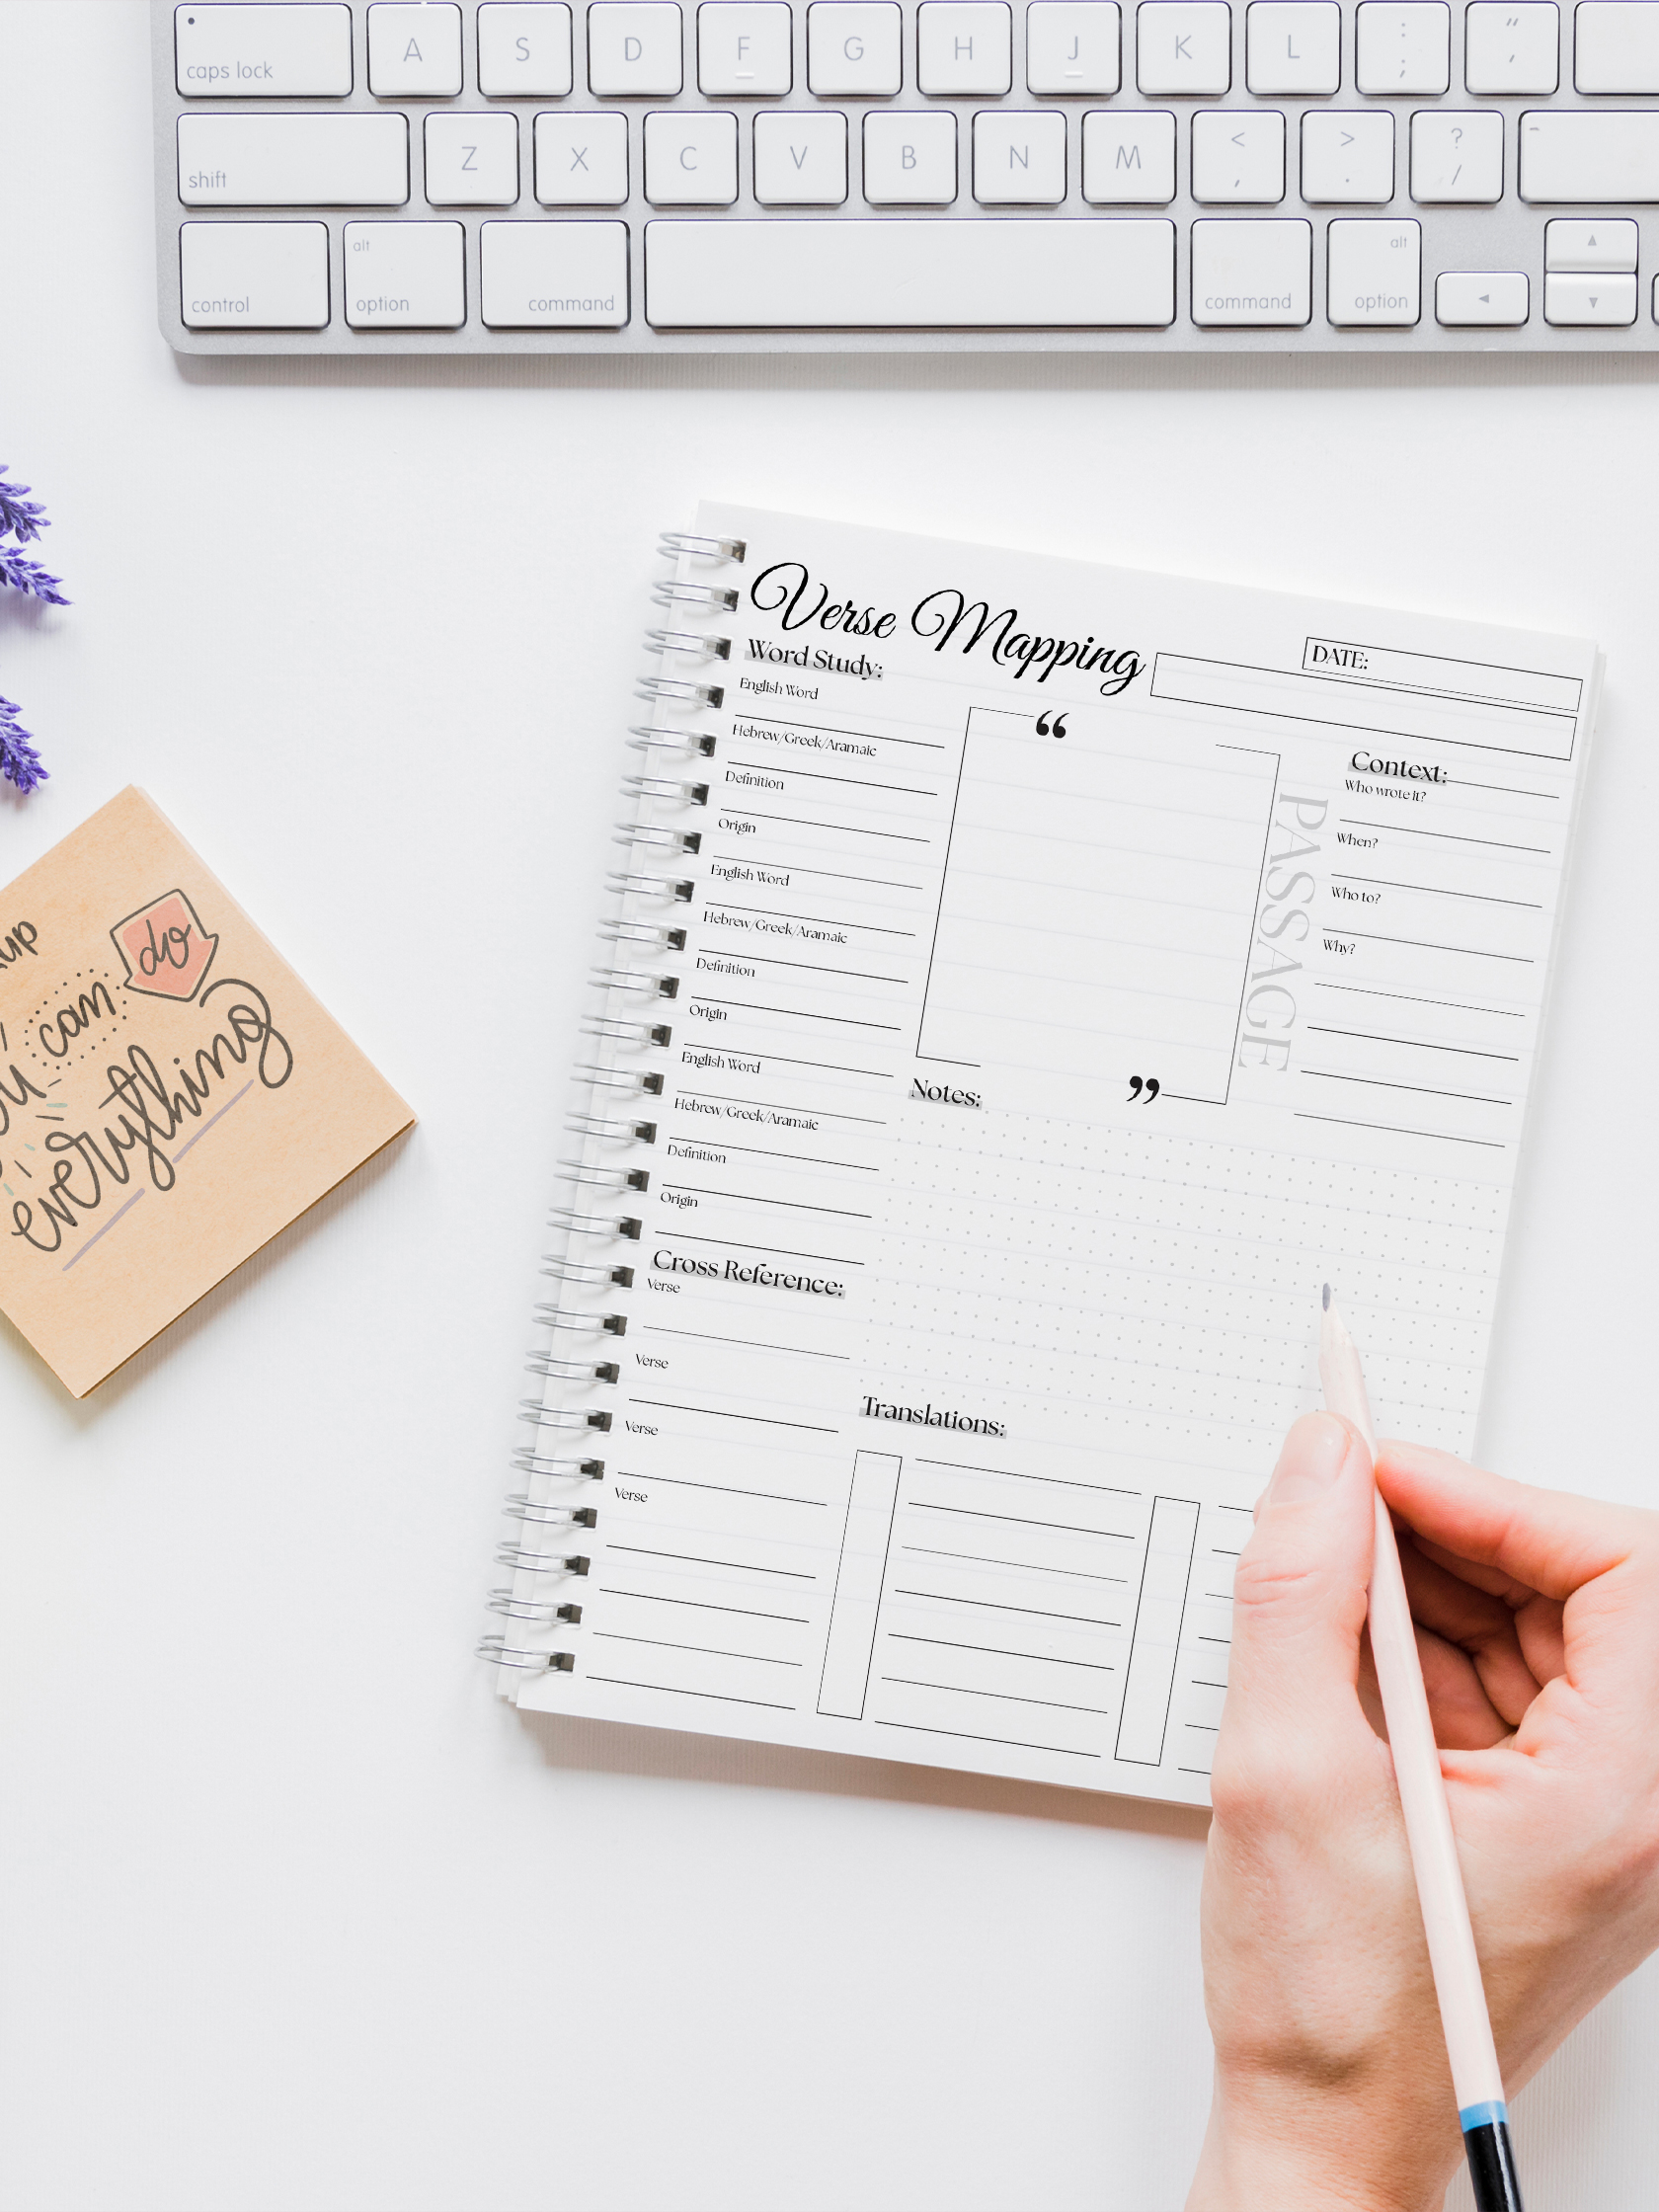 caps lock
A
S
D
F
G
H
J
K
L
:
;
“
,
shift
Z
X
C
V
B
N
M
<
,
>
.
?
/
control
alt
option
command
command
alt
option
Verse Mapping
DATE:
Word Study:
English Word
Hebrew/Greek/Aramaic
Definition
Origin
English Word
Hebrew/Greek/Aramaic
Definition
Origin
English Word
Hebrew/Greek/Aramaic
Definition
Origin
Cross Reference:
Verse
Verse
Verse
Verse
“
”
PASSAGE
Context:
Who wrote it?
When?
Who to?
Why?
Notes:
Translations:
can do
everything